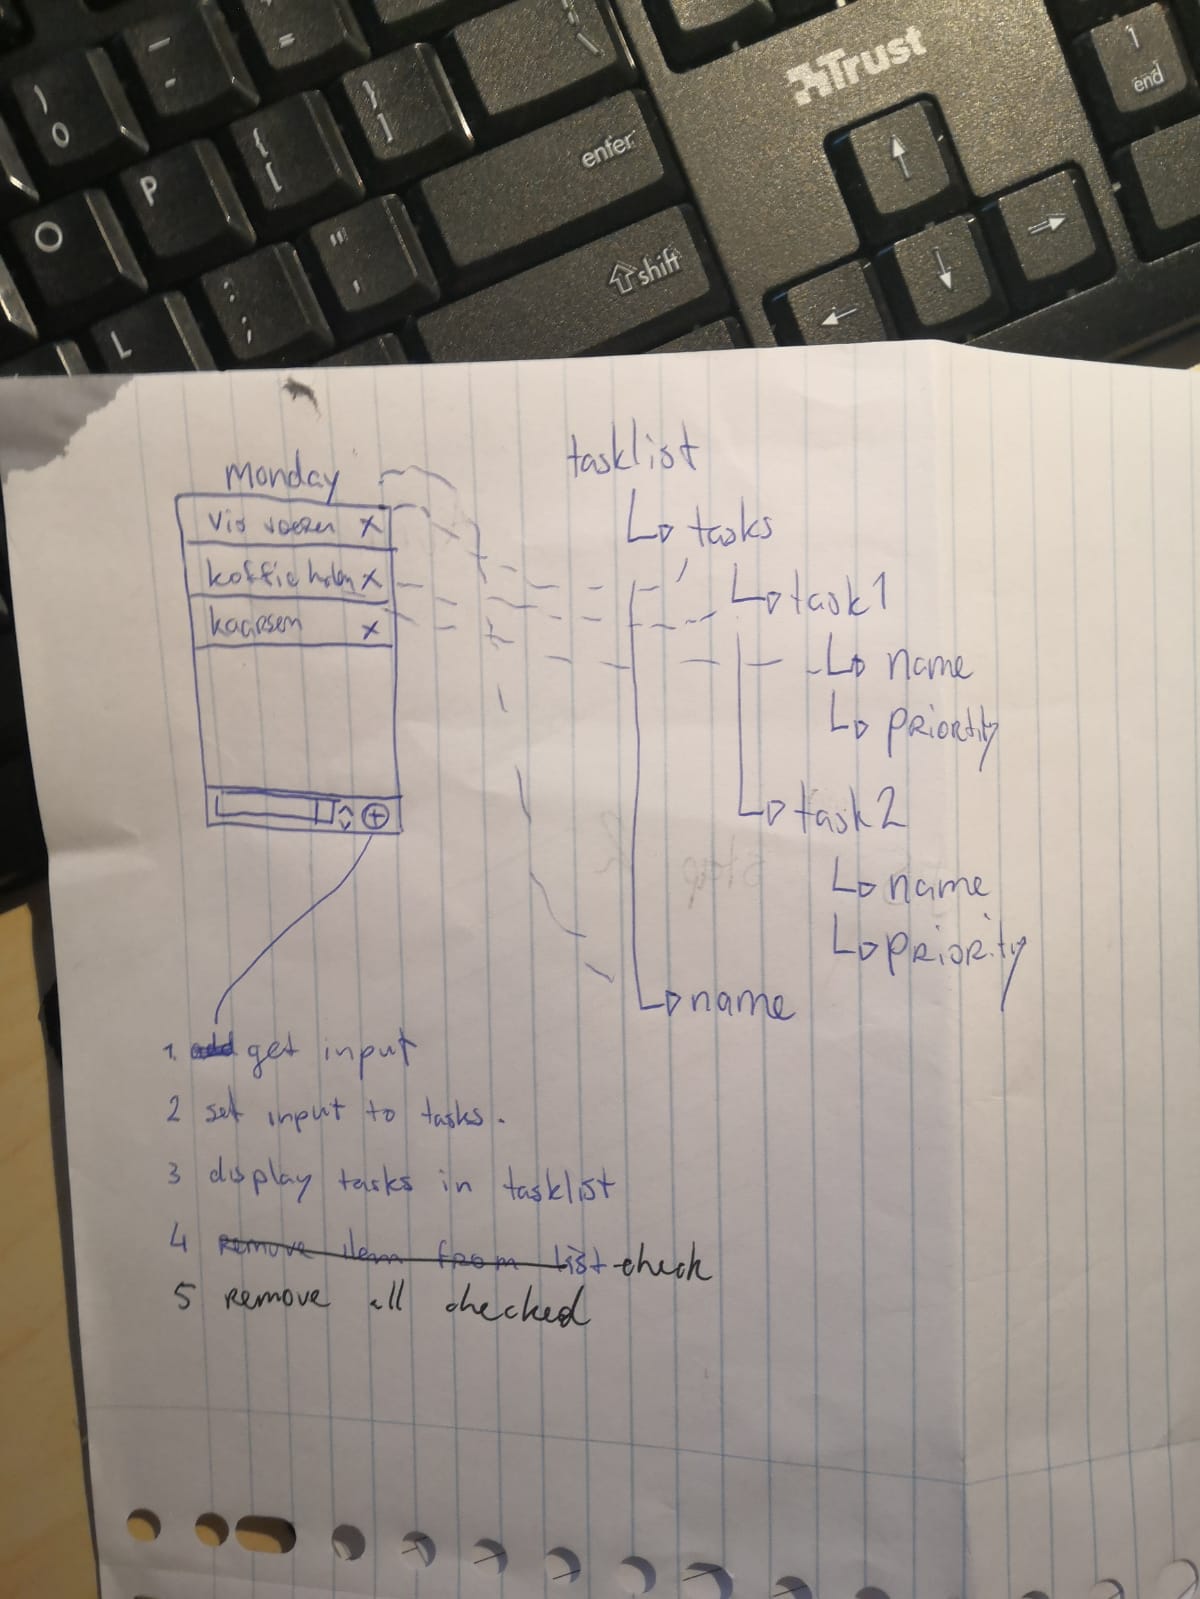 ) 0
-
=
\
P
{ [
} ]
enter
O
" '
: ;
L
shift
Trust
1 end
Monday
vis voeren x
koffie halen x
kaarsen x
tasklist
tasks
task1
name
priority
task2
name
priority
name
1. add get input
2 set input to tasks.
3 display tasks in tasklist
4 remove item from list check
5 remove all checked